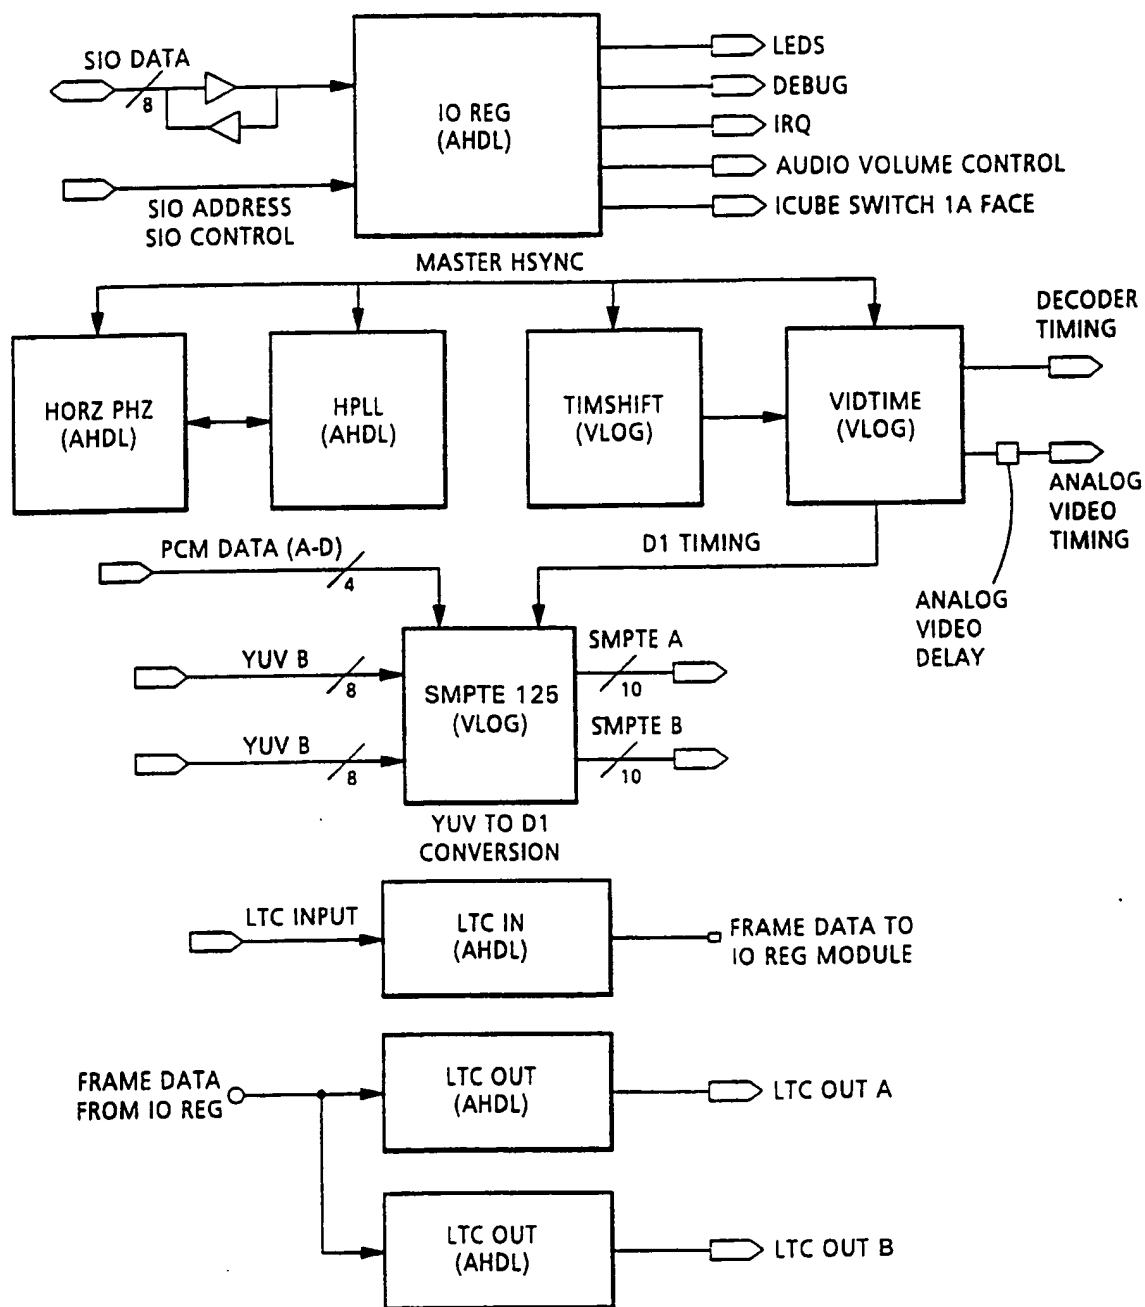 SIO DATA
8
SIO ADDRESS
SIO CONTROL
IO REG
(AHDL)
LEDS
DEBUG
IRQ
AUDIO VOLUME CONTROL
ICUBE SWITCH 1A FACE
MASTER HSYNC
HORZ PHZ
(AHDL)
HPLL
(AHDL)
TIMSHIFT
(VLOG)
VIDTIME
(VLOG)
DECODER
TIMING
ANALOG
VIDEO
TIMING
ANALOG
VIDEO
DELAY
PCM DATA (A-D)
4
D1 TIMING
YUV B
8
YUV B
8
SMPTE 125
(VLOG)
SMPTE A
10
SMPTE B
10
YUV TO D1
CONVERSION
LTC INPUT
LTC IN
(AHDL)
FRAME DATA TO
IO REG MODULE
FRAME DATA
FROM IO REG
LTC OUT
(AHDL)
LTC OUT A
LTC OUT
(AHDL)
LTC OUT B